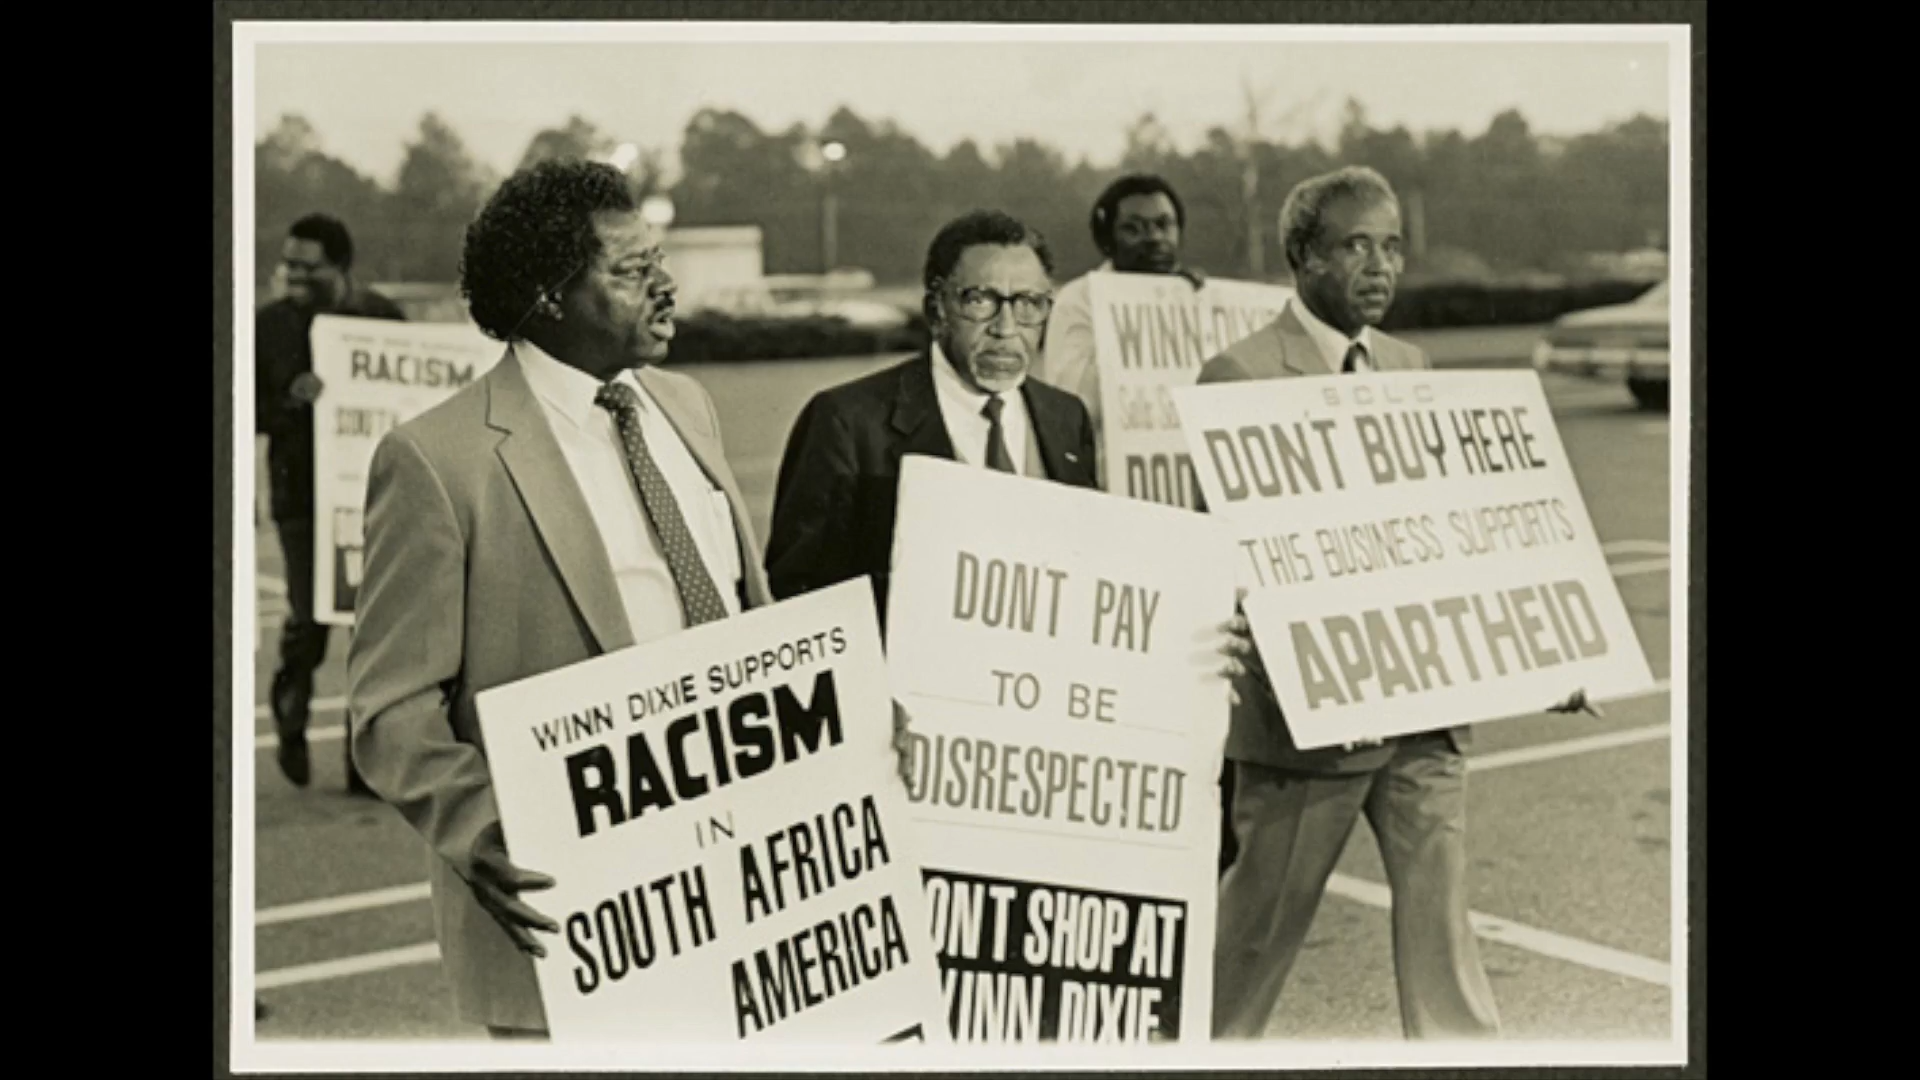 RACISM
SOUTH
WINN DIXIE SUPPORTS
RACISM
IN
SOUTH AFRICA
AMERICA
DON'T PAY
TO BE
DISRESPECTED
ON'T SHOP AT
WINN DIXIE
WINN-DIXIE
SCLC
DON'T BUY HERE
THIS BUSINESS SUPPORTS
APARTHEID